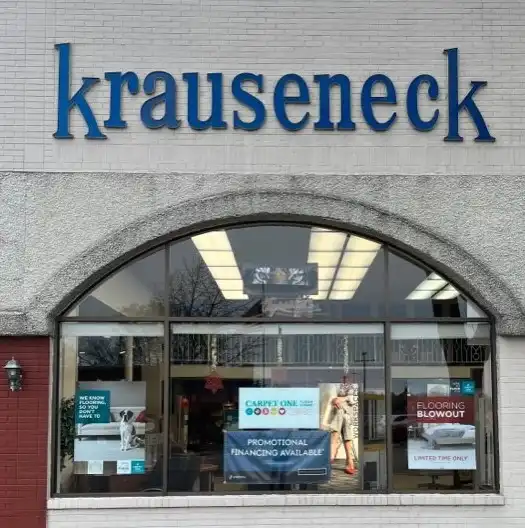 krauseneck
WE KNOW
FLOORING,
SO YOU
DON'T
HAVE TO
CARPET ONE
PROMOTIONAL
FINANCING AVAILABLE*
FLOORING
BLOWOUT
LIMITED TIME ONLY